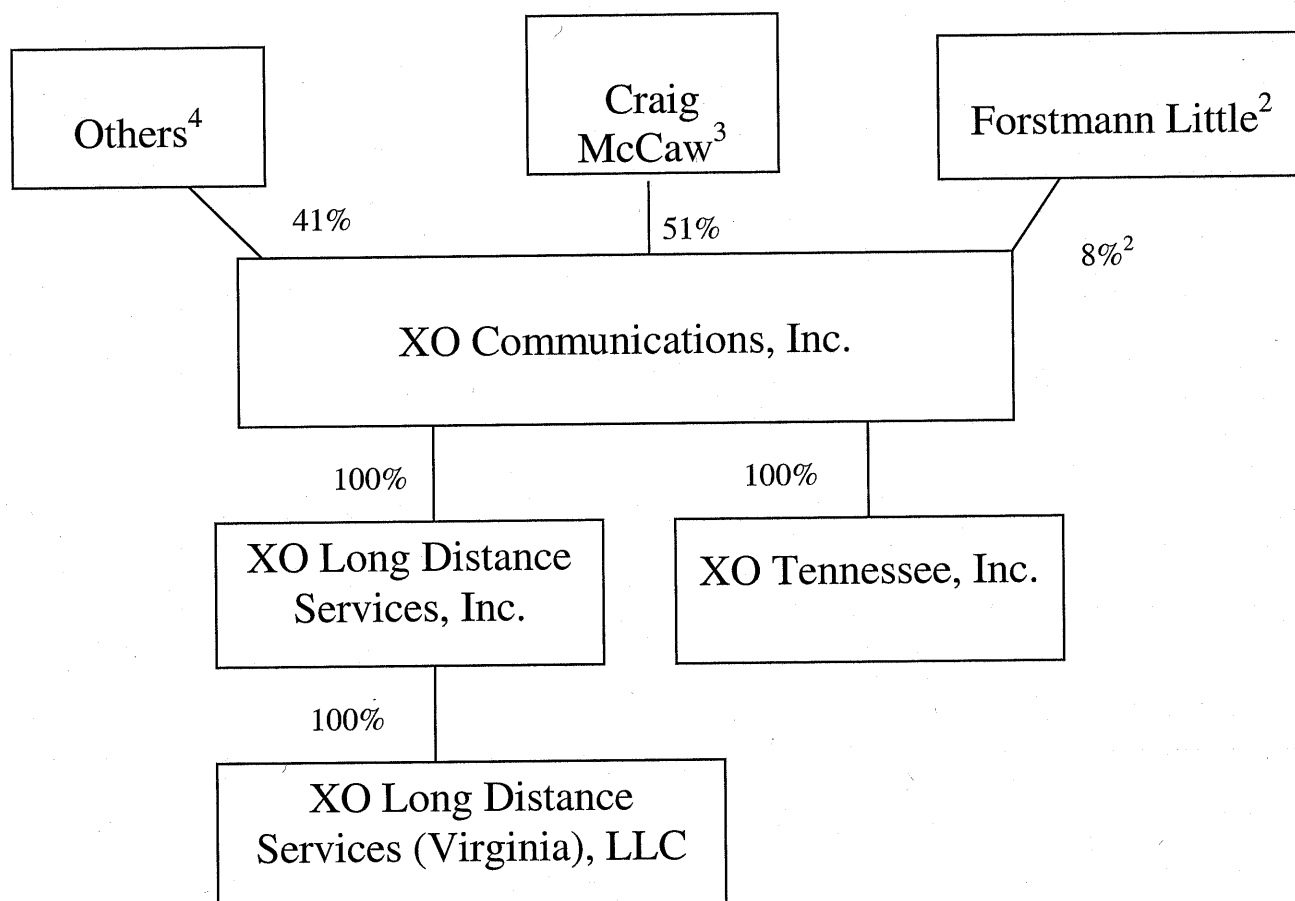 Others⁴
Craig
McCaw³
Forstmann Little²
41%
51%
8%²
XO Communications, Inc.
100%
100%
XO Long Distance
Services, Inc.
XO Tennessee, Inc.
100%
XO Long Distance
Services (Virginia), LLC